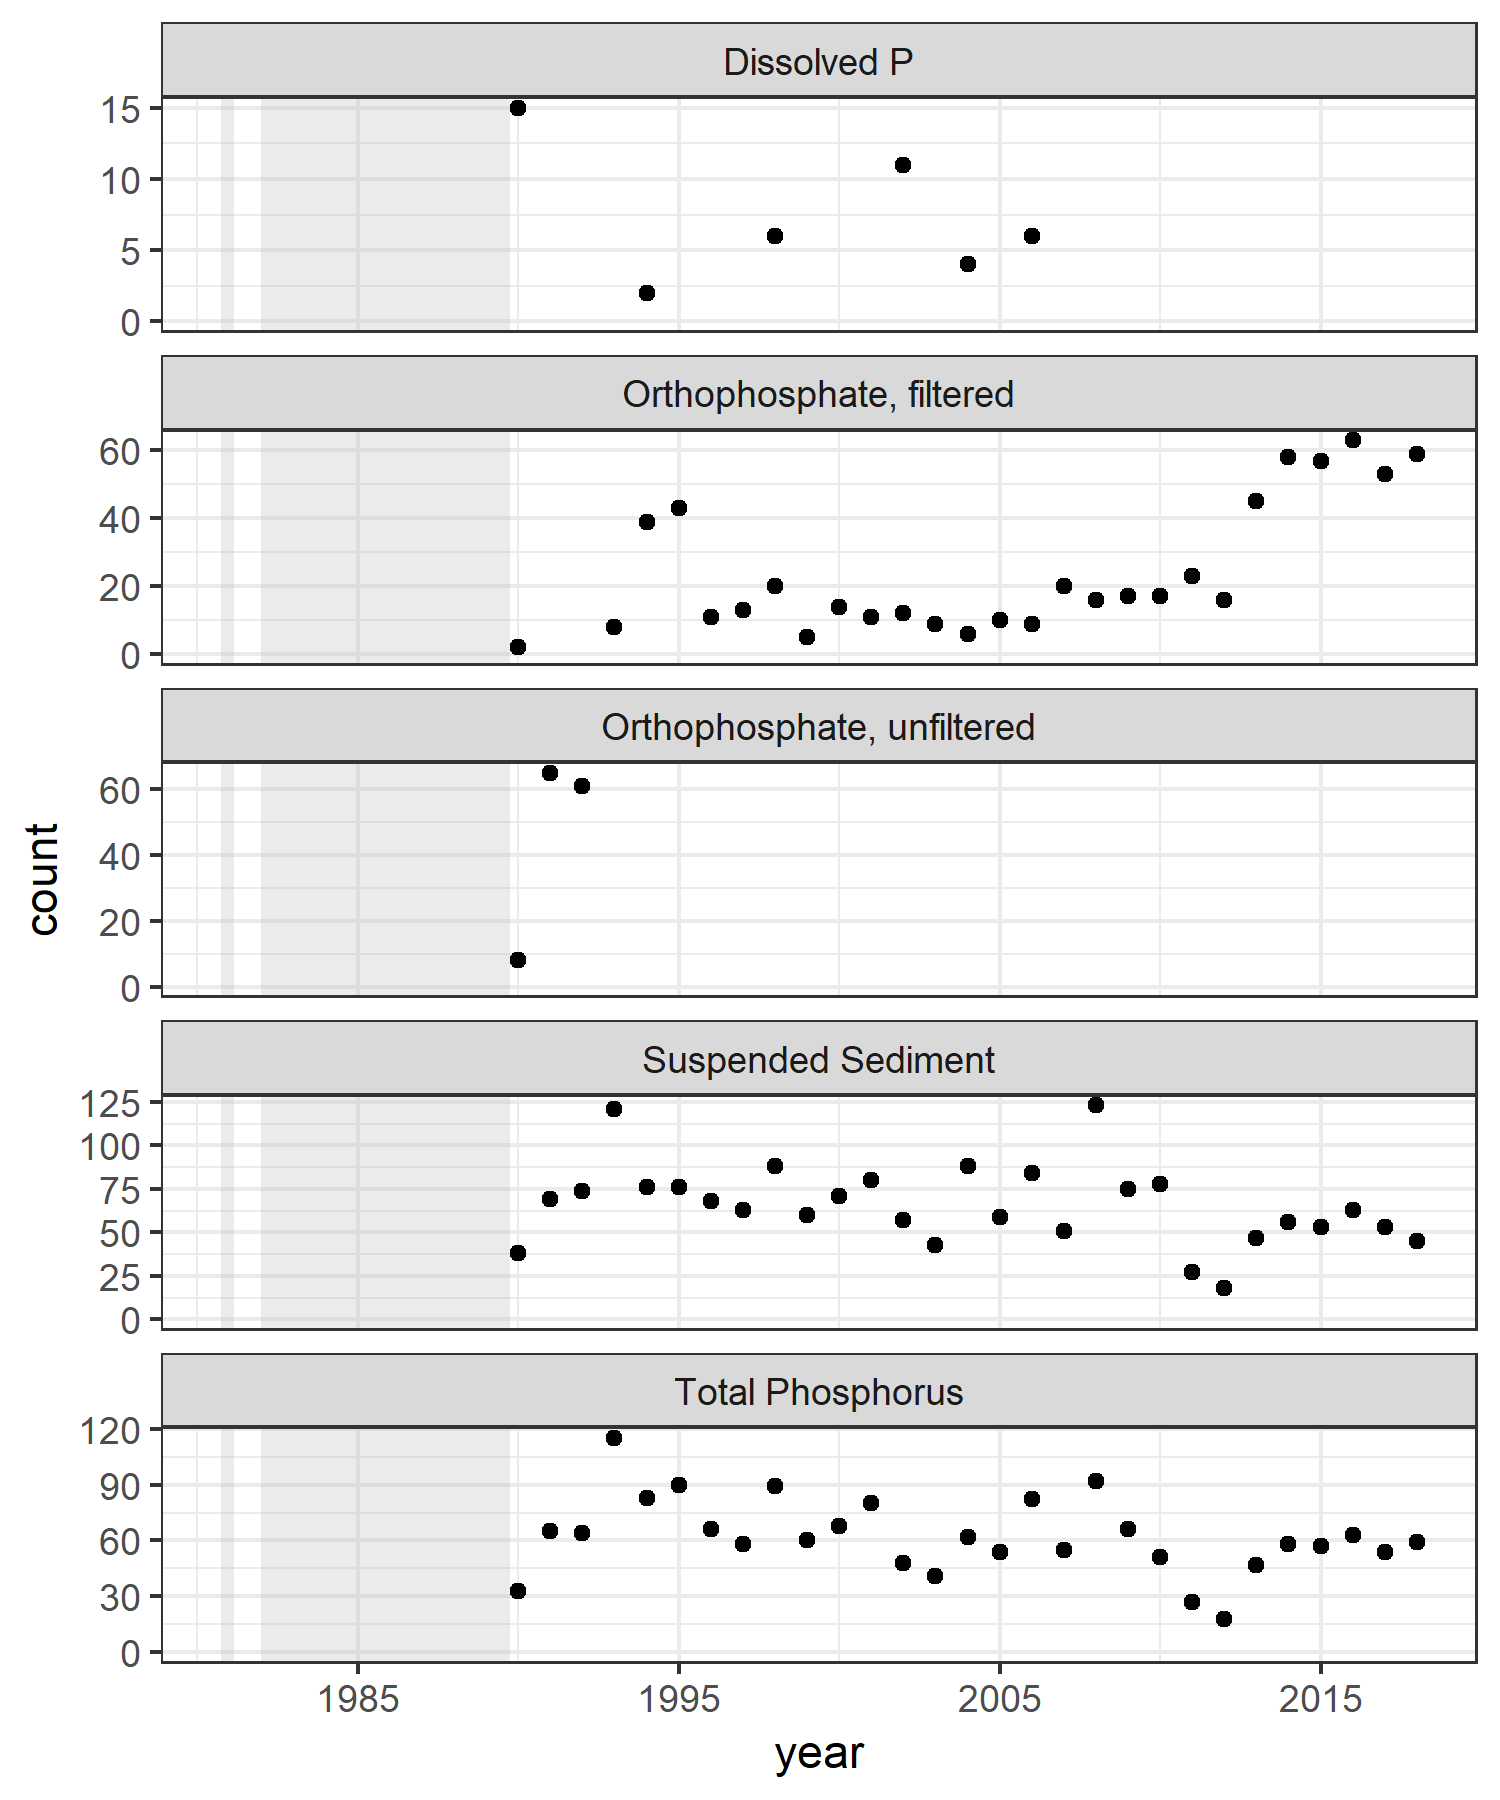 Dissolved P
15
10
5
0
Orthophosphate, filtered
60
40
20
0
Orthophosphate, unfiltered
60
40
20
0
count
Suspended Sediment
125
100
75
50
25
0
Total Phosphorus
120
90
60
30
0
1985 1995 2005 2015
year